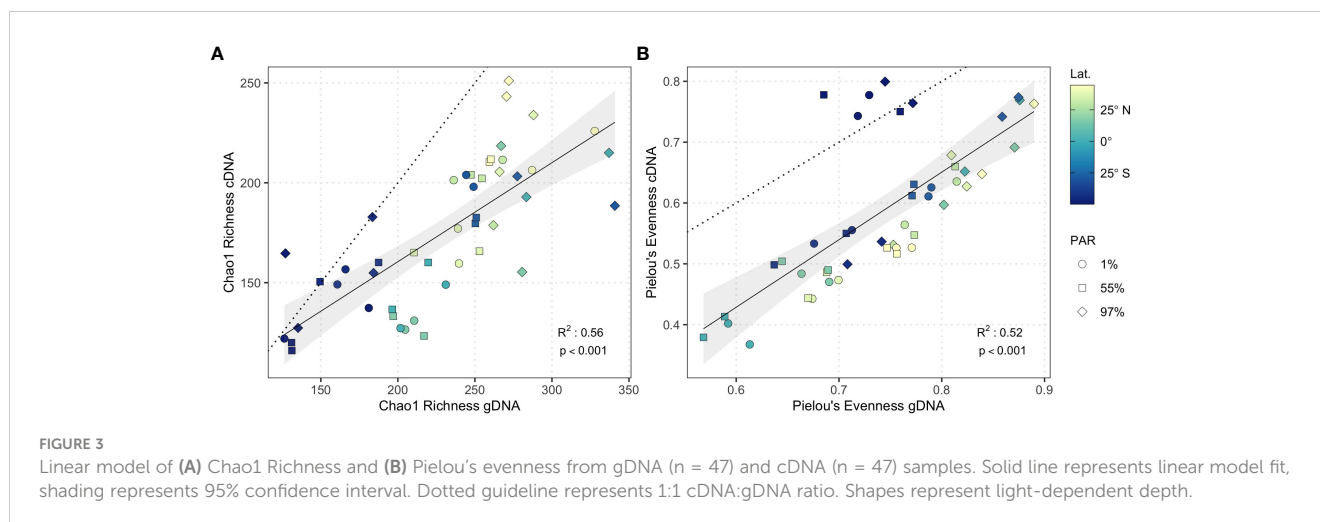 A
B
250
200
150
Chao1 Richness cDNA
150
200
250
300
350
Chao1 Richness gDNA
R² : 0.56
p < 0.001
0.8
0.7
0.6
0.5
0.4
Pielou's Evenness cDNA
0.6
0.7
0.8
0.9
Pielou's Evenness gDNA
R² : 0.52
p < 0.001
Lat.
25° N
0°
25° S
PAR
1%
55%
97%
FIGURE 3
Linear model of (A) Chao1 Richness and (B) Pielou’s evenness from gDNA (n = 47) and cDNA (n = 47) samples. Solid line represents linear model fit,
shading represents 95% confidence interval. Dotted guideline represents 1:1 cDNA:gDNA ratio. Shapes represent light-dependent depth.